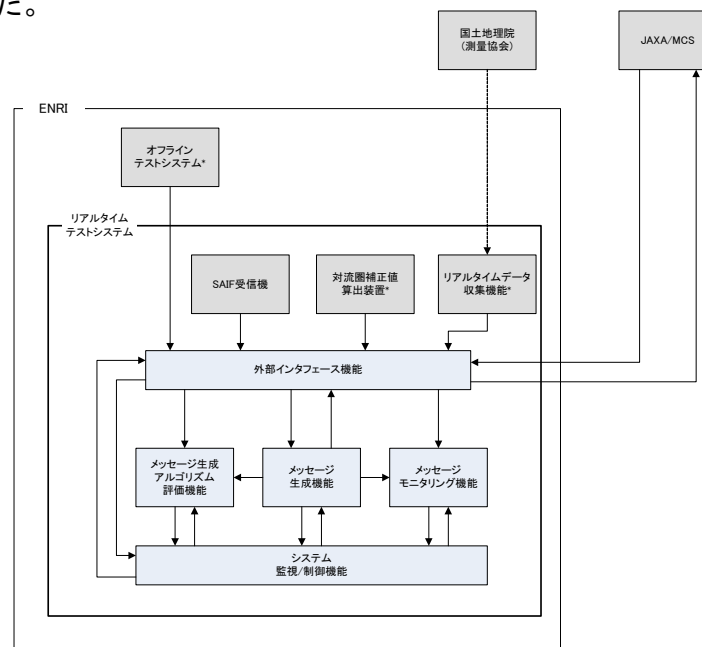 た。
国土地理院
(測量協会)
JAXA/MCS
ENRI
オフライン
テストシステム*
リアルタイム
テストシステム
SAIF受信機
対流圏補正値
算出装置*
リアルタイムデータ
収集機能*
外部インタフェース機能
メッセージ生成
アルゴリズム
評価機能
メッセージ
生成機能
メッセージ
モニタリング機能
システム
監視/制御機能